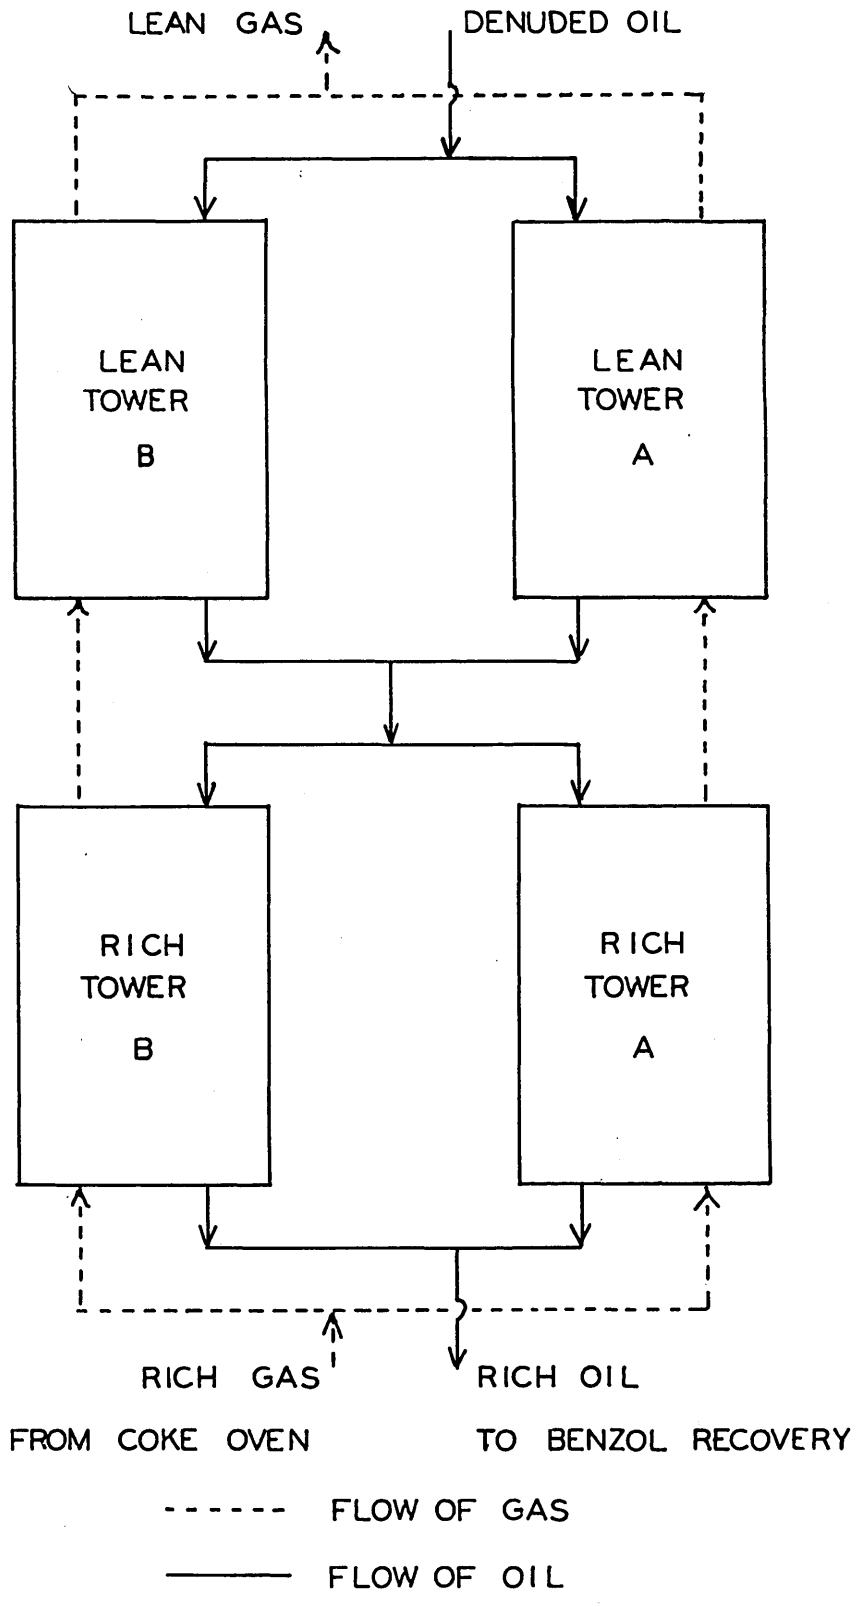 LEAN GAS
DENUDED OIL
LEAN
TOWER
B
LEAN
TOWER
A
RICH
TOWER
B
RICH
TOWER
A
RICH GAS
RICH OIL
FROM COKE OVEN
TO BENZOL RECOVERY
FLOW OF GAS
FLOW OF OIL